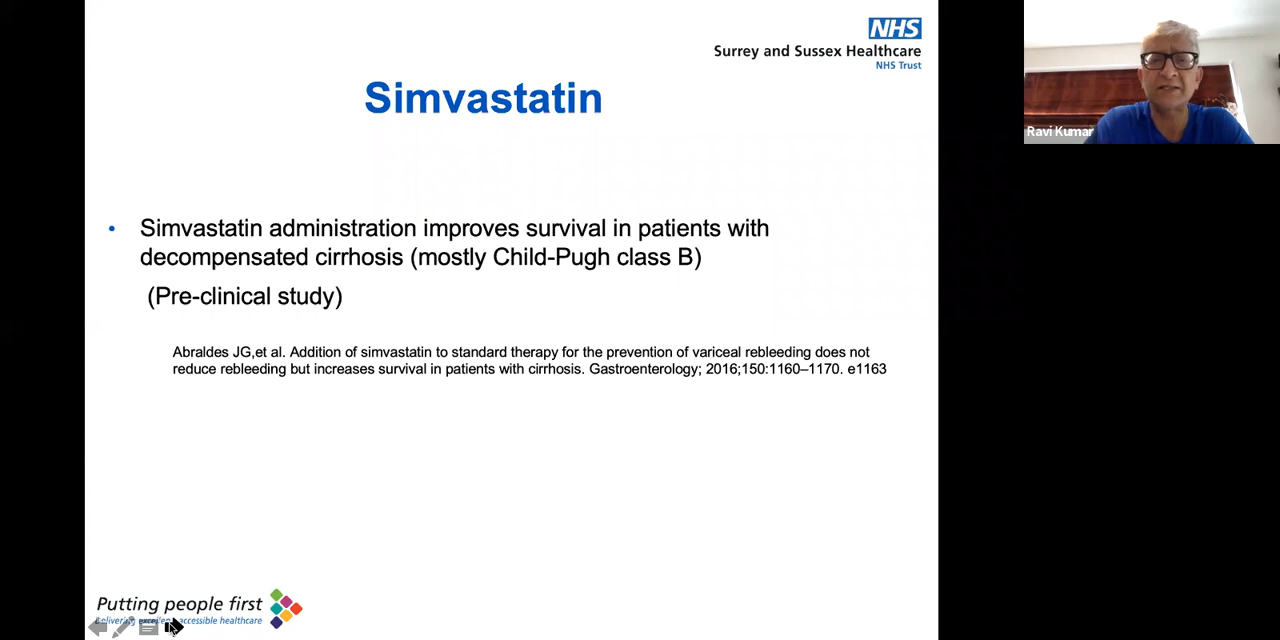 NHS
Surrey and Sussex Healthcare
NHS Trust
Simvastatin
• Simvastatin administration improves survival in patients with
decompensated cirrhosis (mostly Child-Pugh class B)
(Pre-clinical study)
Abraldes JG,et al. Addition of simvastatin to standard therapy for the prevention of variceal rebleeding does not
reduce rebleeding but increases survival in patients with cirrhosis. Gastroenterology; 2016;150:1160–1170. e1163
Putting people first
Delivering accessible healthcare
Ravi Kumar